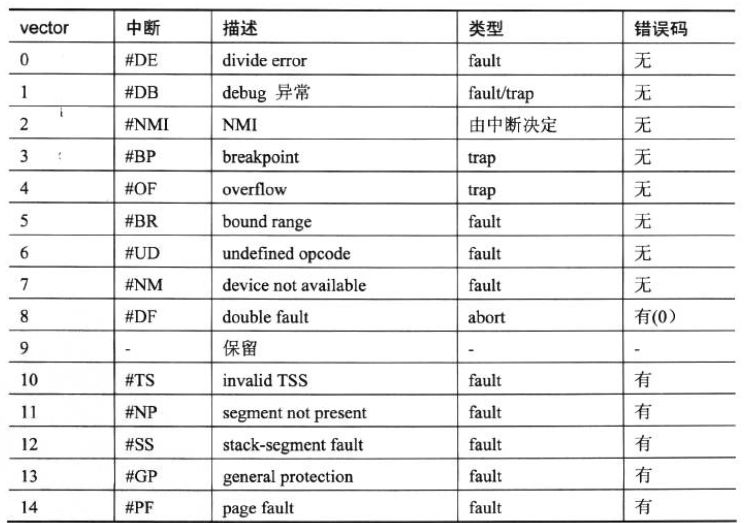 vector 中断 描述 类型 错误码
0 #DE divide error fault 无
1 #DB debug 异常 fault/trap 无
2 #NMI NMI 由中断决定 无
3 #BP breakpoint trap 无
4 #OF overflow trap 无
5 #BR bound range fault 无
6 #UD undefined opcode fault 无
7 #NM device not available fault 无
8 #DF double fault abort 有(0）
9 - 保留 - -
10 #TS invalid TSS fault 有
11 #NP segment not present fault 有
12 #SS stack-segment fault fault 有
13 #GP general protection fault 有
14 #PF page fault fault 有